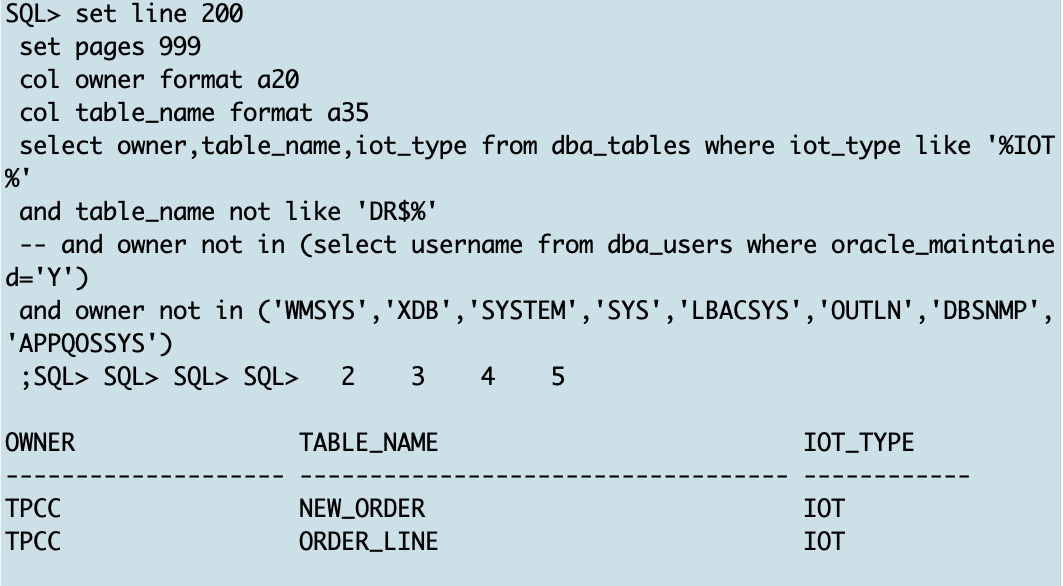 SQL> set line 200
 set pages 999
 col owner format a20
 col table_name format a35
 select owner,table_name,iot_type from dba_tables where iot_type like '%IOT
%'
 and table_name not like 'DR$%'
 -- and owner not in (select username from dba_users where oracle_maintaine
d='Y')
 and owner not in ('WMSYS','XDB','SYSTEM','SYS','LBACSYS','OUTLN','DBSNMP',
'APPQOSSYS')
 ;SQL> SQL> SQL> SQL>   2    3    4    5

OWNER                TABLE_NAME                          IOT_TYPE
-------------------- ----------------------------------- ------------
TPCC                 NEW_ORDER                           IOT
TPCC                 ORDER_LINE                          IOT